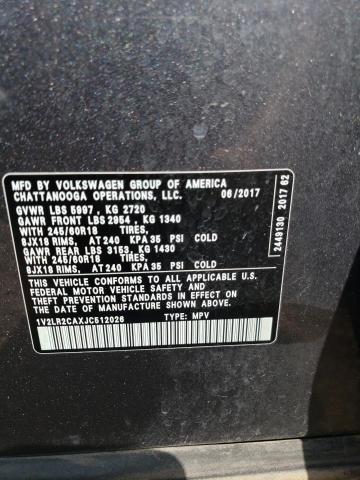 MFD BY VOLKSWAGEN GROUP OF AMERICA
CHATTANOOGA OPERATIONS, LLC. 06/2017
GVWR LBS 5997 , KG 2720
GAWR FRONT LBS 2954 , KG 1340
WITH 245/60R18 TIRES,
8JX18 RIMS, AT 240 KPA 35 PSI COLD
GAWR REAR LBS 3153, KG 1430
WITH 245/60R18 TIRES,
8JX18 RIMS, AT 240 KPA 35 PSI COLD
THIS VEHICLE CONFORMS TO ALL APPLICABLE U.S.
FEDERAL MOTOR VEHICLE SAFETY AND
THEFT PREVENTION STANDARDS IN EFFECT ON THE
DATE OF MANUFACTURE SHOWN ABOVE.
1V2LR2CAXJC512026 TYPE: MPV
2449130 2017 62